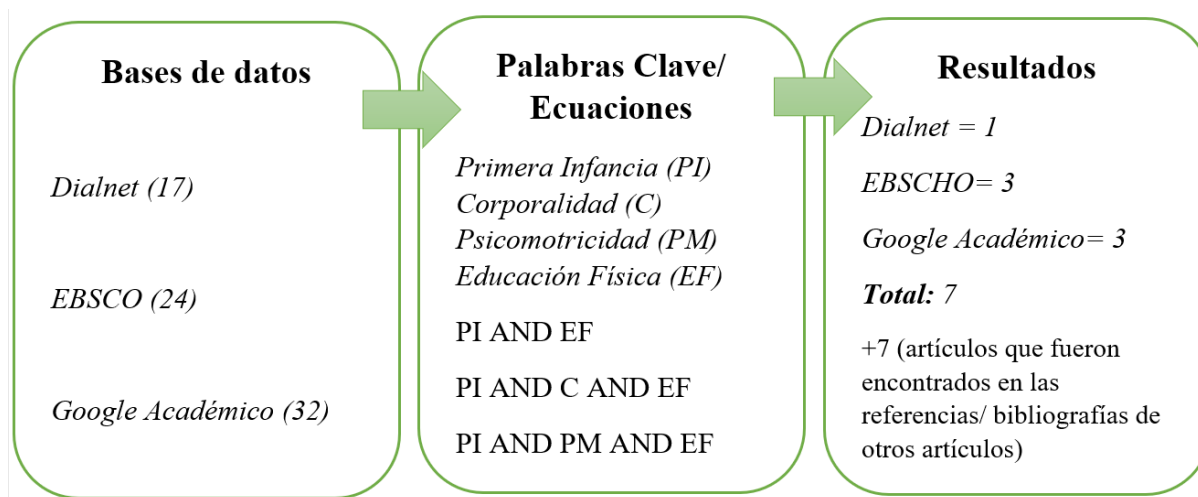 Bases de datos
Dialnet (17)
EBSCO (24)
Google Académico (32)
Palabras Clave/
Ecuaciones
Primera Infancia (PI)
Corporalidad (C)
Psicomotricidad (PM)
Educación Física (EF)
PI AND EF
PI AND C AND EF
PI AND PM AND EF
Resultados
Dialnet = 1
EBSCHO= 3
Google Académico= 3
Total: 7
+7 (artículos que fueron
encontrados en las
referencias/ bibliografías de
otros artículos)